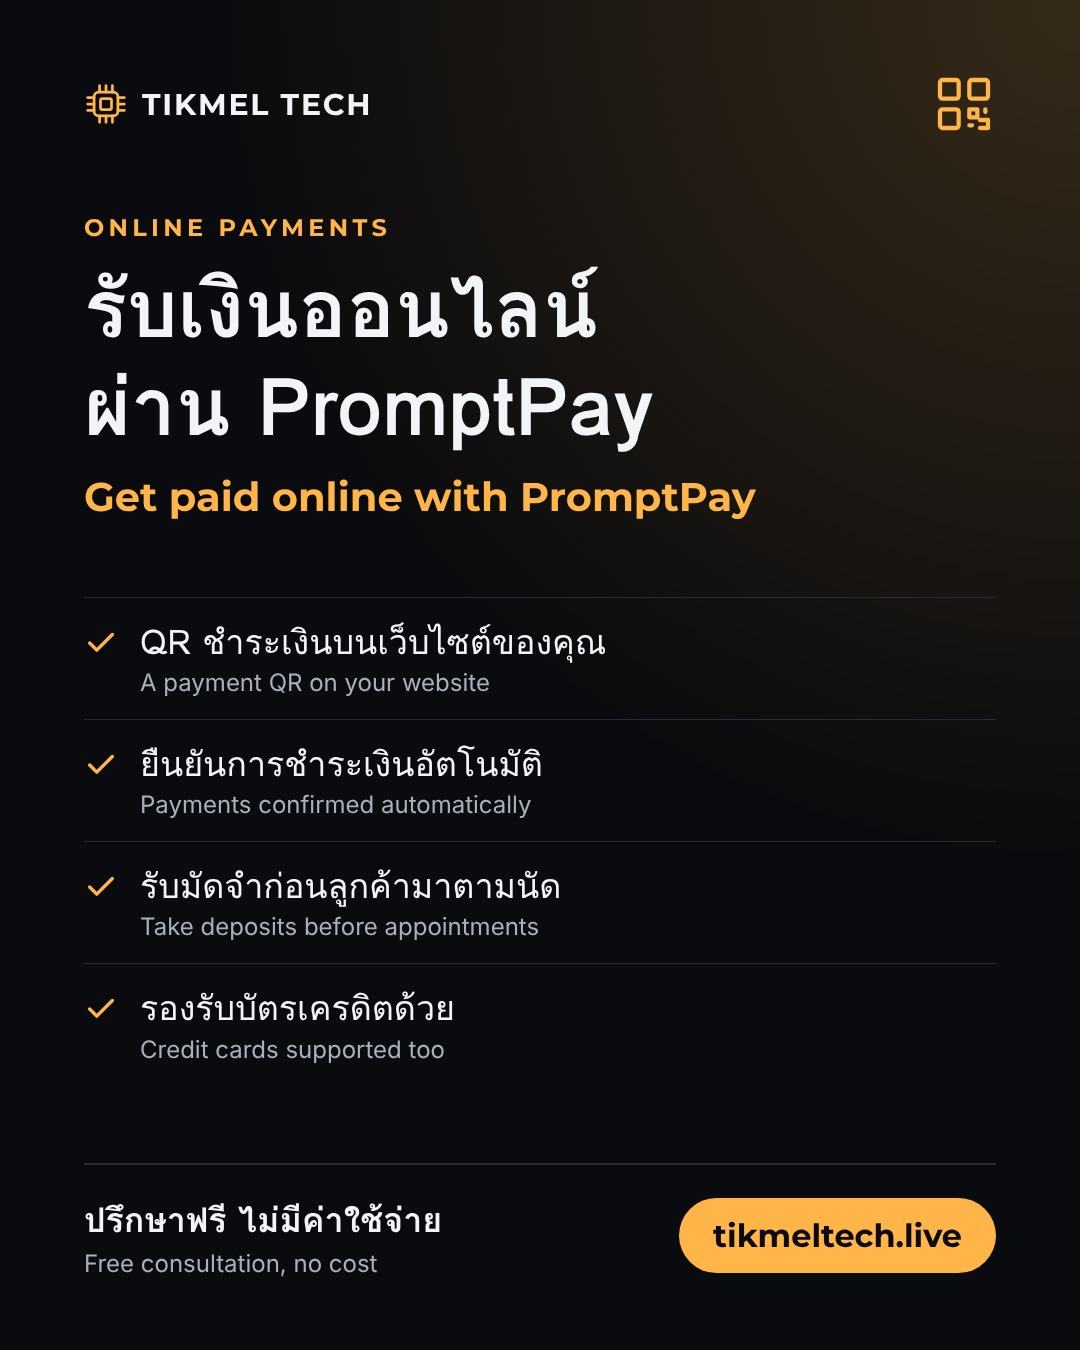 TIKMEL TECH
ONLINE PAYMENTS
รับเงินออนไลน์
ผ่าน PromptPay
Get paid online with PromptPay
QR ชำระเงินบนเว็บไซต์ของคุณ
A payment QR on your website
ยืนยันการชำระเงินอัตโนมัติ
Payments confirmed automatically
รับมัดจำก่อนลูกค้ามาตามนัด
Take deposits before appointments
รองรับบัตรเครดิตด้วย
Credit cards supported too
ปรึกษาฟรี ไม่มีค่าใช้จ่าย
Free consultation, no cost
tikmeltech.live